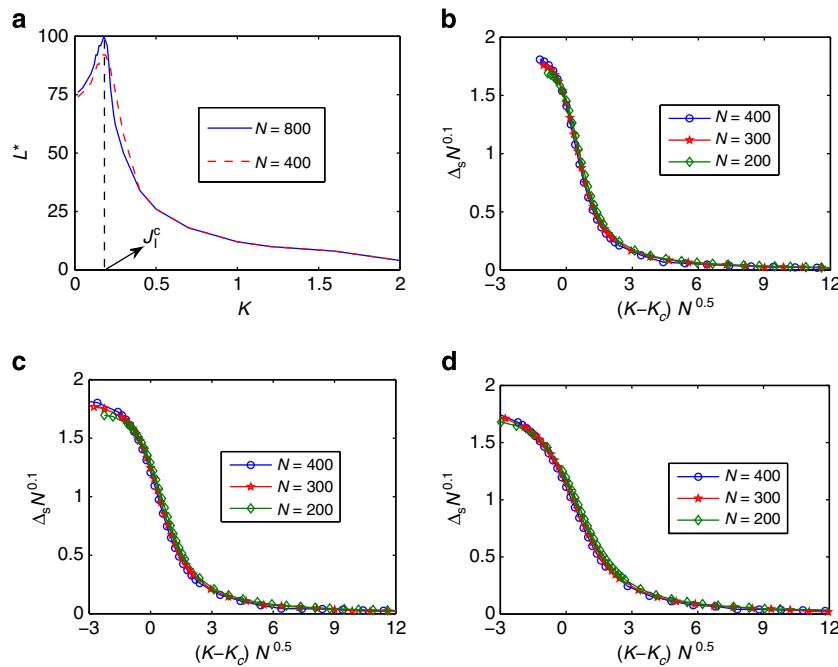 a
100
75
50
25
0
L*
N = 800
N = 400
J_l^c
0 0.5 1 1.5 2
K
b
2
1.5
1
0.5
0
Δ_s N^0.1
N = 400
N = 300
N = 200
−3 0 3 6 9 12
(K−K_c) N^0.5
c
2
1.5
1
0.5
0
Δ_s N^0.1
N = 400
N = 300
N = 200
−3 0 3 6 9 12
(K−K_c) N^0.5
d
2
1.5
1
0.5
0
Δ_s N^0.1
N = 400
N = 300
N = 200
−3 0 3 6 9 12
(K−K_c) N^0.5